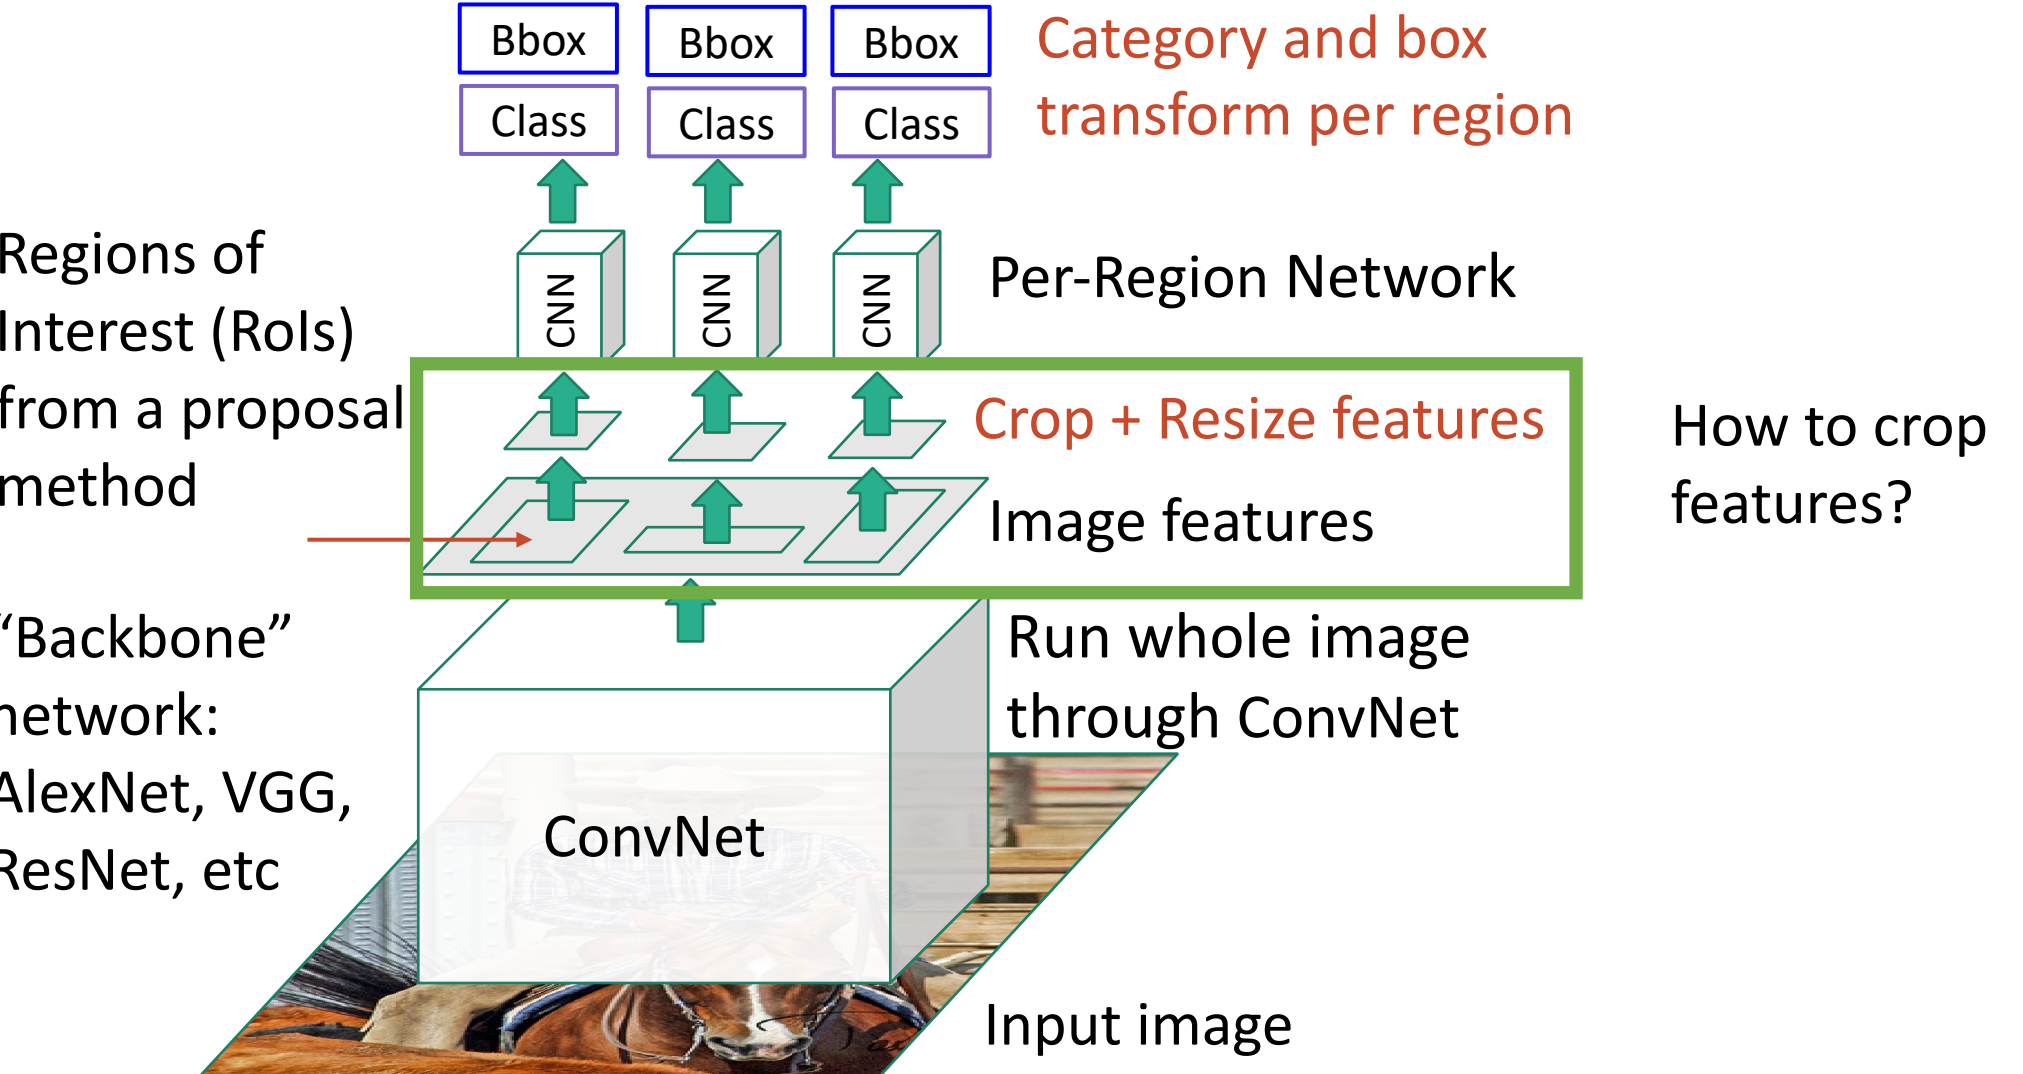 Bbox
Bbox
Bbox
Class
Class
Class
Category and box
transform per region
Regions of
Interest (RoIs)
from a proposal
method
CNN
CNN
CNN
Per-Region Network
Crop + Resize features
Image features
How to crop
features?
“Backbone”
network:
AlexNet, VGG,
ResNet, etc
Run whole image
through ConvNet
ConvNet
Input image